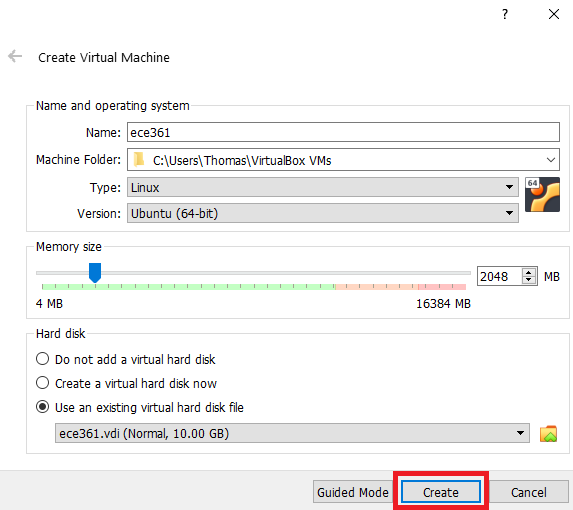 ?
Create Virtual Machine
Name and operating system
Name: ece361
Machine Folder: C:\Users\Thomas\VirtualBox VMs
Type: Linux
64
Version: Ubuntu (64-bit)
Memory size
2048 MB
4 MB 16384 MB
Hard disk
Do not add a virtual hard disk
Create a virtual hard disk now
Use an existing virtual hard disk file
ece361.vdi (Normal, 10.00 GB)
Guided Mode Create Cancel